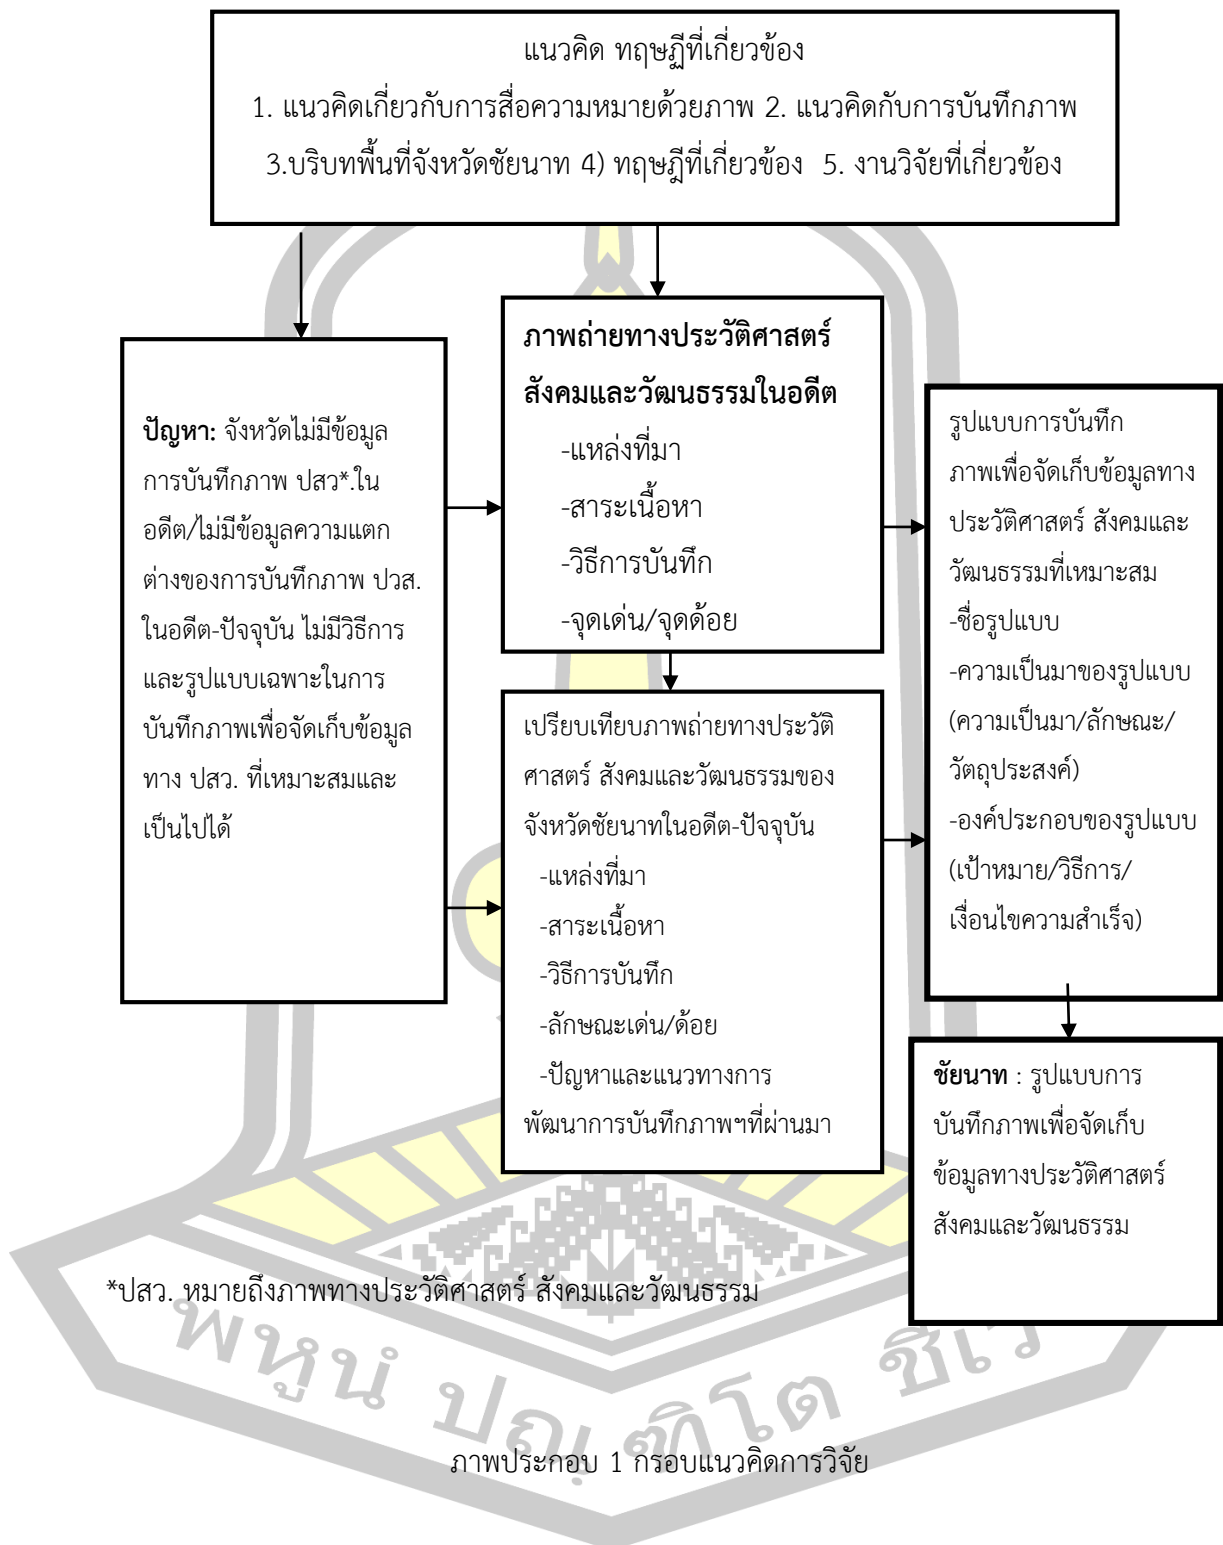 แนวคิด ทฤษฏีที่เกี่ยวข้อง
1. แนวคิดเกี่ยวกับการสื่อความหมายด้วยภาพ 2. แนวคิดกับการบันทึกภาพ
3.บริบทพื้นที่จังหวัดชัยนาท 4) ทฤษฎีที่เกี่ยวข้อง 5. งานวิจัยที่เกี่ยวข้อง
ปัญหา: จังหวัดไม่มีข้อมูล
การบันทึกภาพ ปสว*.ใน
อดีต/ไม่มีข้อมูลความแตก
ต่างของการบันทึกภาพ ปวส.
ในอดีต-ปัจจุบัน ไม่มีวิธีการ
และรูปแบบเฉพาะในการ
บันทึกภาพเพื่อจัดเก็บข้อมูล
ทาง ปสว. ที่เหมาะสมและ
เป็นไปได้
ภาพถ่ายทางประวัติศาสตร์
สังคมและวัฒนธรรมในอดีต
-แหล่งที่มา
-สาระเนื้อหา
-วิธีการบันทึก
-จุดเด่น/จุดด้อย
เปรียบเทียบภาพถ่ายทางประวัติ
ศาสตร์ สังคมและวัฒนธรรมของ
จังหวัดชัยนาทในอดีต-ปัจจุบัน
-แหล่งที่มา
-สาระเนื้อหา
-วิธีการบันทึก
-ลักษณะเด่น/ด้อย
-ปัญหาและแนวทางการ
พัฒนาการบันทึกภาพฯที่ผ่านมา
รูปแบบการบันทึก
ภาพเพื่อจัดเก็บข้อมูลทาง
ประวัติศาสตร์ สังคมและ
วัฒนธรรมที่เหมาะสม
-ชื่อรูปแบบ
-ความเป็นมาของรูปแบบ
(ความเป็นมา/ลักษณะ/
วัตถุประสงค์)
-องค์ประกอบของรูปแบบ
(เป้าหมาย/วิธีการ/
เงื่อนไขความสำเร็จ)
ชัยนาท : รูปแบบการ
บันทึกภาพเพื่อจัดเก็บ
ข้อมูลทางประวัติศาสตร์
สังคมและวัฒนธรรม
*ปสว. หมายถึงภาพทางประวัติศาสตร์ สังคมและวัฒนธรรม
พหูนํ ปณฺฑิโต ชีเว
ภาพประกอบ 1 กรอบแนวคิดการวิจัย